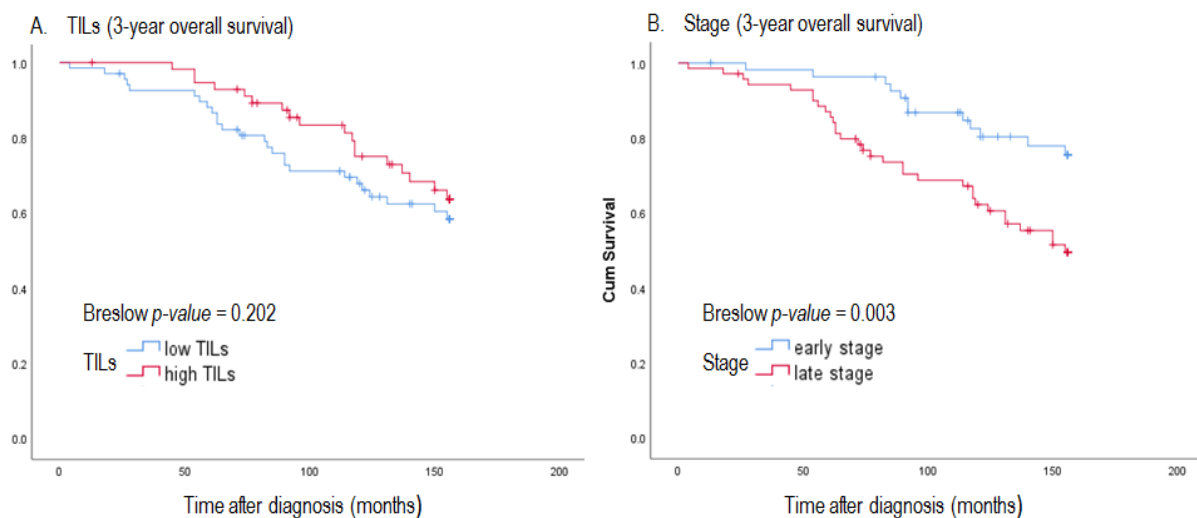 A. TILs (3-year overall survival)
1.0
0.8
0.6
0.4
0.2
0.0
Breslow p-value = 0.202
TILs
low TILs
high TILs
0 50 100 150 200
Time after diagnosis (months)
B. Stage (3-year overall survival)
Cum Survival
1.0
0.8
0.6
0.4
0.2
0.0
Breslow p-value = 0.003
Stage
early stage
late stage
0 50 100 150 200
Time after diagnosis (months)